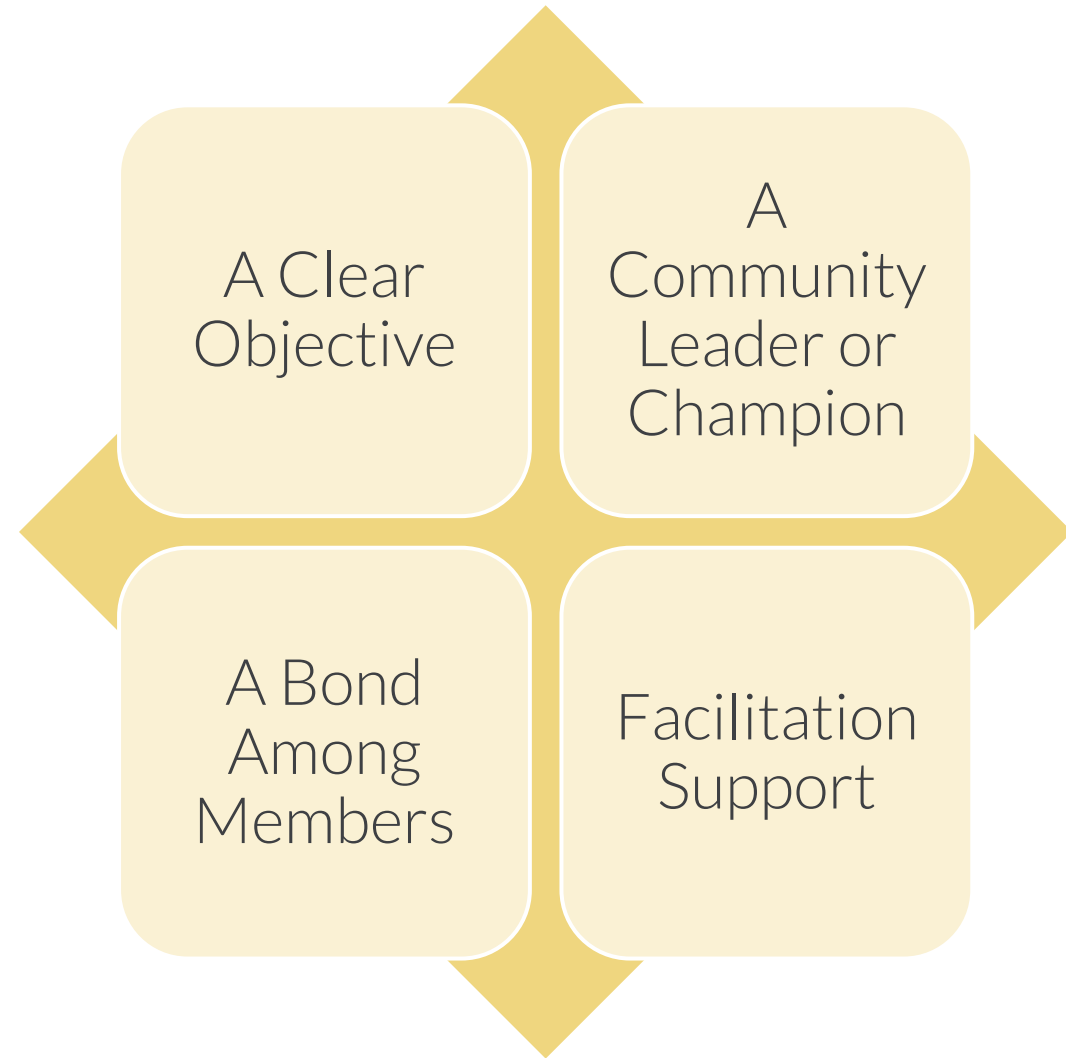 A Clear
Objective
A
Community
Leader or
Champion
A Bond
Among
Members
Facilitation
Support